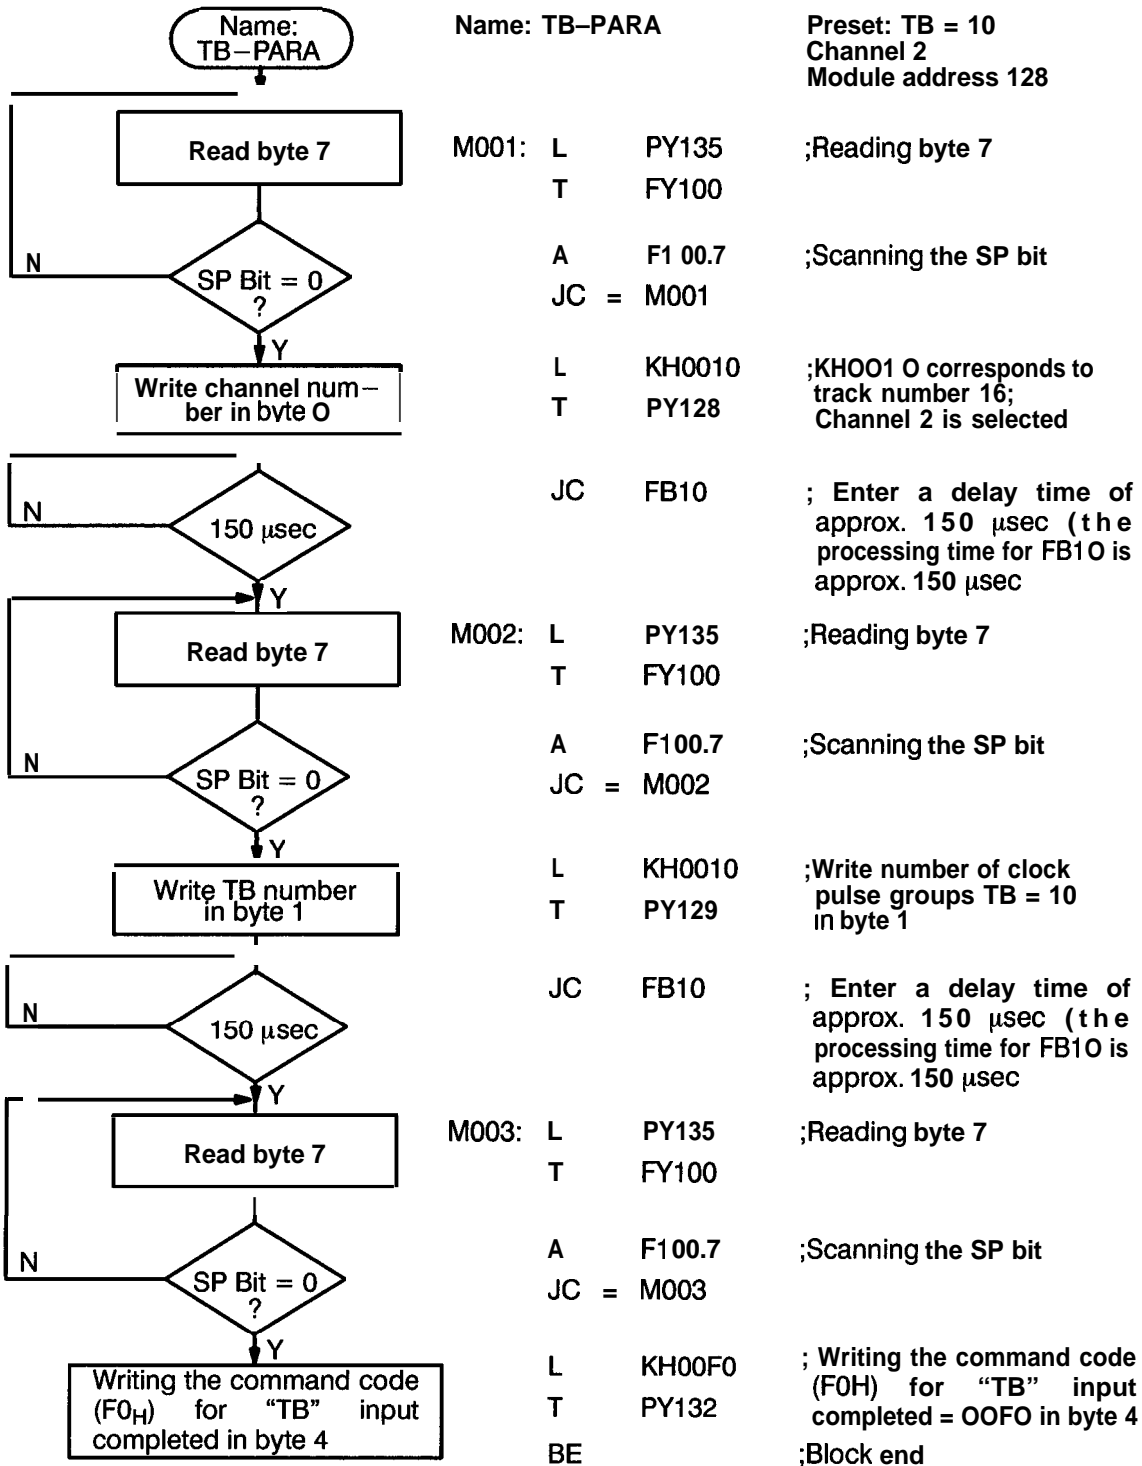 Name:
TB–PARA
Name: TB–PARA
Preset: TB = 10
Channel 2
Module address 128
Read byte 7
M001: L PY135 ;Reading byte 7
T FY100
N
SP Bit = 0
?
A F1 00.7 ;Scanning the SP bit
JC = M001
Y
Write channel num–
ber in byte O
L KH0010 ;KHOO1 O corresponds to
T PY128 track number 16;
Channel 2 is selected
N
150 µsec
JC FB10 ; Enter a delay time of
approx. 150 µsec (the
processing time for FB1O is
approx. 150 µsec
Y
Read byte 7
M002: L PY135 ;Reading byte 7
T FY100
N
SP Bit = 0
?
A F100.7 ;Scanning the SP bit
JC = M002
Y
Write TB number
in byte 1
L KH0010 ;Write number of clock
T PY129 pulse groups TB = 10
in byte 1
N
150 µsec
JC FB10 ; Enter a delay time of
approx. 150 µsec (the
processing time for FB1O is
approx. 150 µsec
Y
Read byte 7
M003: L PY135 ;Reading byte 7
T FY100
N
SP Bit = 0
?
A F100.7 ;Scanning the SP bit
JC = M003
Y
Writing the command code
(F0H) for “TB” input
completed in byte 4
L KH00F0 ; Writing the command code
T PY132 (F0H) for “TB” input
completed = OOFO in byte 4
BE ;Block end